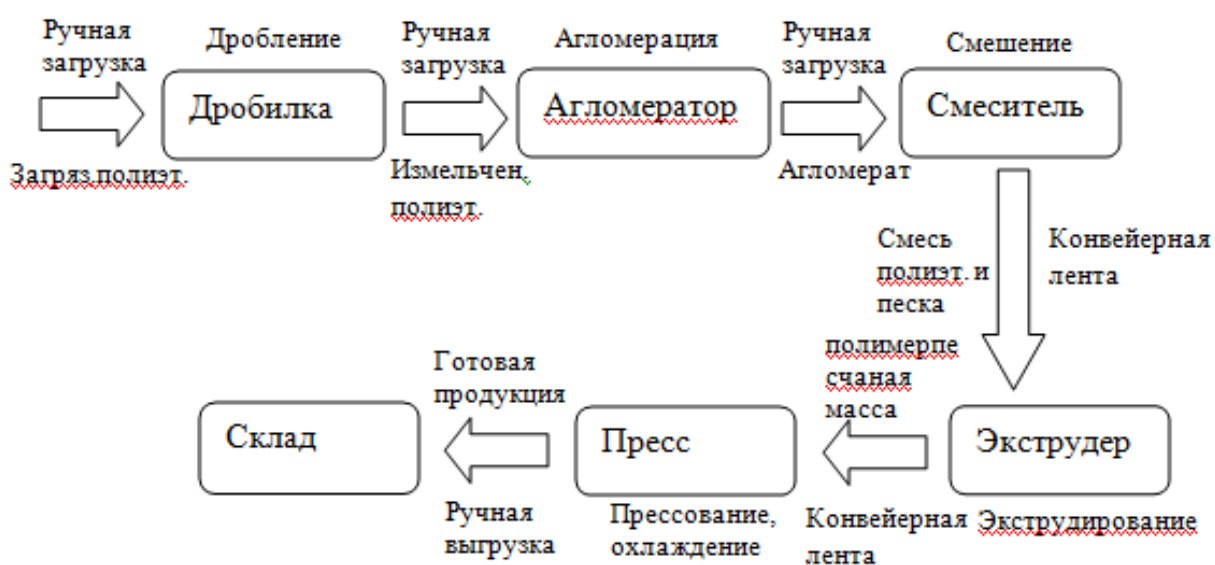 Ручная
загрузка
Дробление
Ручная
загрузка
Агломерация
Ручная
загрузка
Смешение
Дробилка
Агломератор
Смеситель
Загряз.полиэт.
Измельчен.
полиэт.
Агломерат
Смесь
полиэт. и
песка
Конвейерная
лента
полимерпе
счаная
масса
Готовая
продукция
Склад
Пресс
Экструдер
Ручная
выгрузка
Прессование,
охлаждение
Конвейерная
лента
Экструдирование